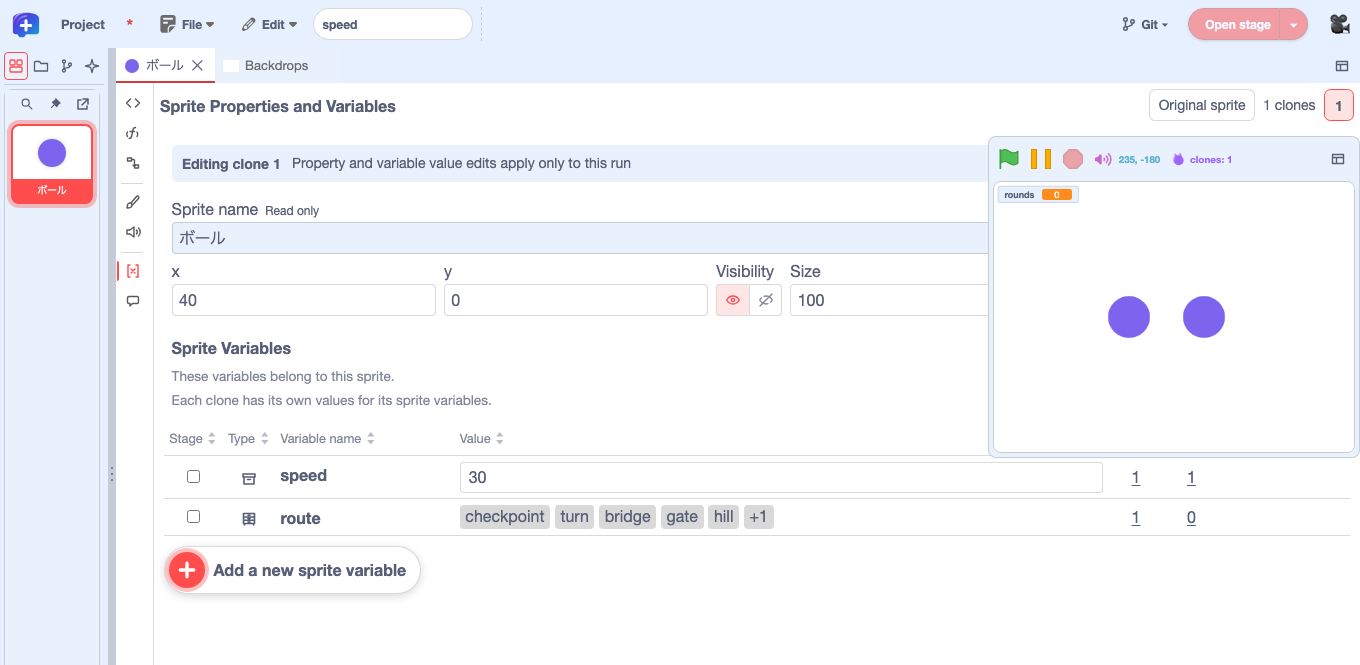 Project * File Edit speed Git Open stage
ボール Backdrops
Sprite Properties and Variables Original sprite 1 clones 1
Editing clone 1 Property and variable value edits apply only to this run
235, -180 clones: 1
ボール
rounds 0
Sprite name Read only
ボール
x y Visibility Size
40 0 100
Sprite Variables
These variables belong to this sprite.
Each clone has its own values for its sprite variables.
Stage Type Variable name Value
speed 30 1 1
route checkpoint turn bridge gate hill +1 1 0
Add a new sprite variable